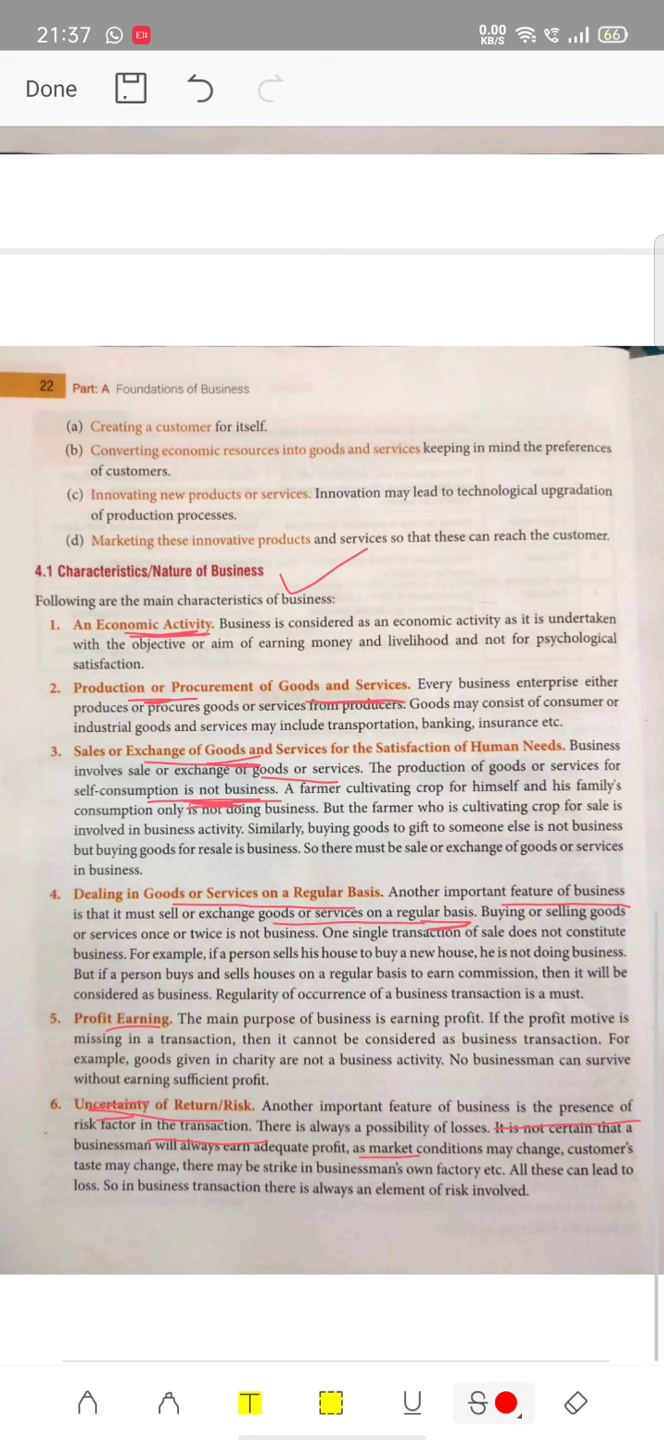 21:37
0.00
KB/S
66
Done
22 Part: A Foundations of Business
(a) Creating a customer for itself.
(b) Converting economic resources into goods and services keeping in mind the preferences
of customers.
(c) Innovating new products or services. Innovation may lead to technological upgradation
of production processes.
(d) Marketing these innovative products and services so that these can reach the customer.
4.1 Characteristics/Nature of Business
Following are the main characteristics of business:
1. An Economic Activity. Business is considered as an economic activity as it is undertaken
with the objective or aim of earning money and livelihood and not for psychological
satisfaction.
2. Production or Procurement of Goods and Services. Every business enterprise either
produces or procures goods or services from producers. Goods may consist of consumer or
industrial goods and services may include transportation, banking, insurance etc.
3. Sales or Exchange of Goods and Services for the Satisfaction of Human Needs. Business
involves sale or exchange of goods or services. The production of goods or services for
self-consumption is not business. A farmer cultivating crop for himself and his family's
consumption only is not doing business. But the farmer who is cultivating crop for sale is
involved in business activity. Similarly, buying goods to gift to someone else is not business
but buying goods for resale is business. So there must be sale or exchange of goods or services
in business.
4. Dealing in Goods or Services on a Regular Basis. Another important feature of business
is that it must sell or exchange goods or services on a regular basis. Buying or selling goods
or services once or twice is not business. One single transaction of sale does not constitute
business. For example, if a person sells his house to buy a new house, he is not doing business.
But if a person buys and sells houses on a regular basis to earn commission, then it will be
considered as business. Regularity of occurrence of a business transaction is a must.
5. Profit Earning. The main purpose of business is earning profit. If the profit motive is
missing in a transaction, then it cannot be considered as business transaction. For
example, goods given in charity are not a business activity. No businessman can survive
without earning sufficient profit.
6. Uncertainty of Return/Risk. Another important feature of business is the presence of
risk factor in the transaction. There is always a possibility of losses. It is not certain that a
businessman will always earn adequate profit, as market conditions may change, customer's
taste may change, there may be strike in businessman's own factory etc. All these can lead to
loss. So in business transaction there is always an element of risk involved.
T
U
S